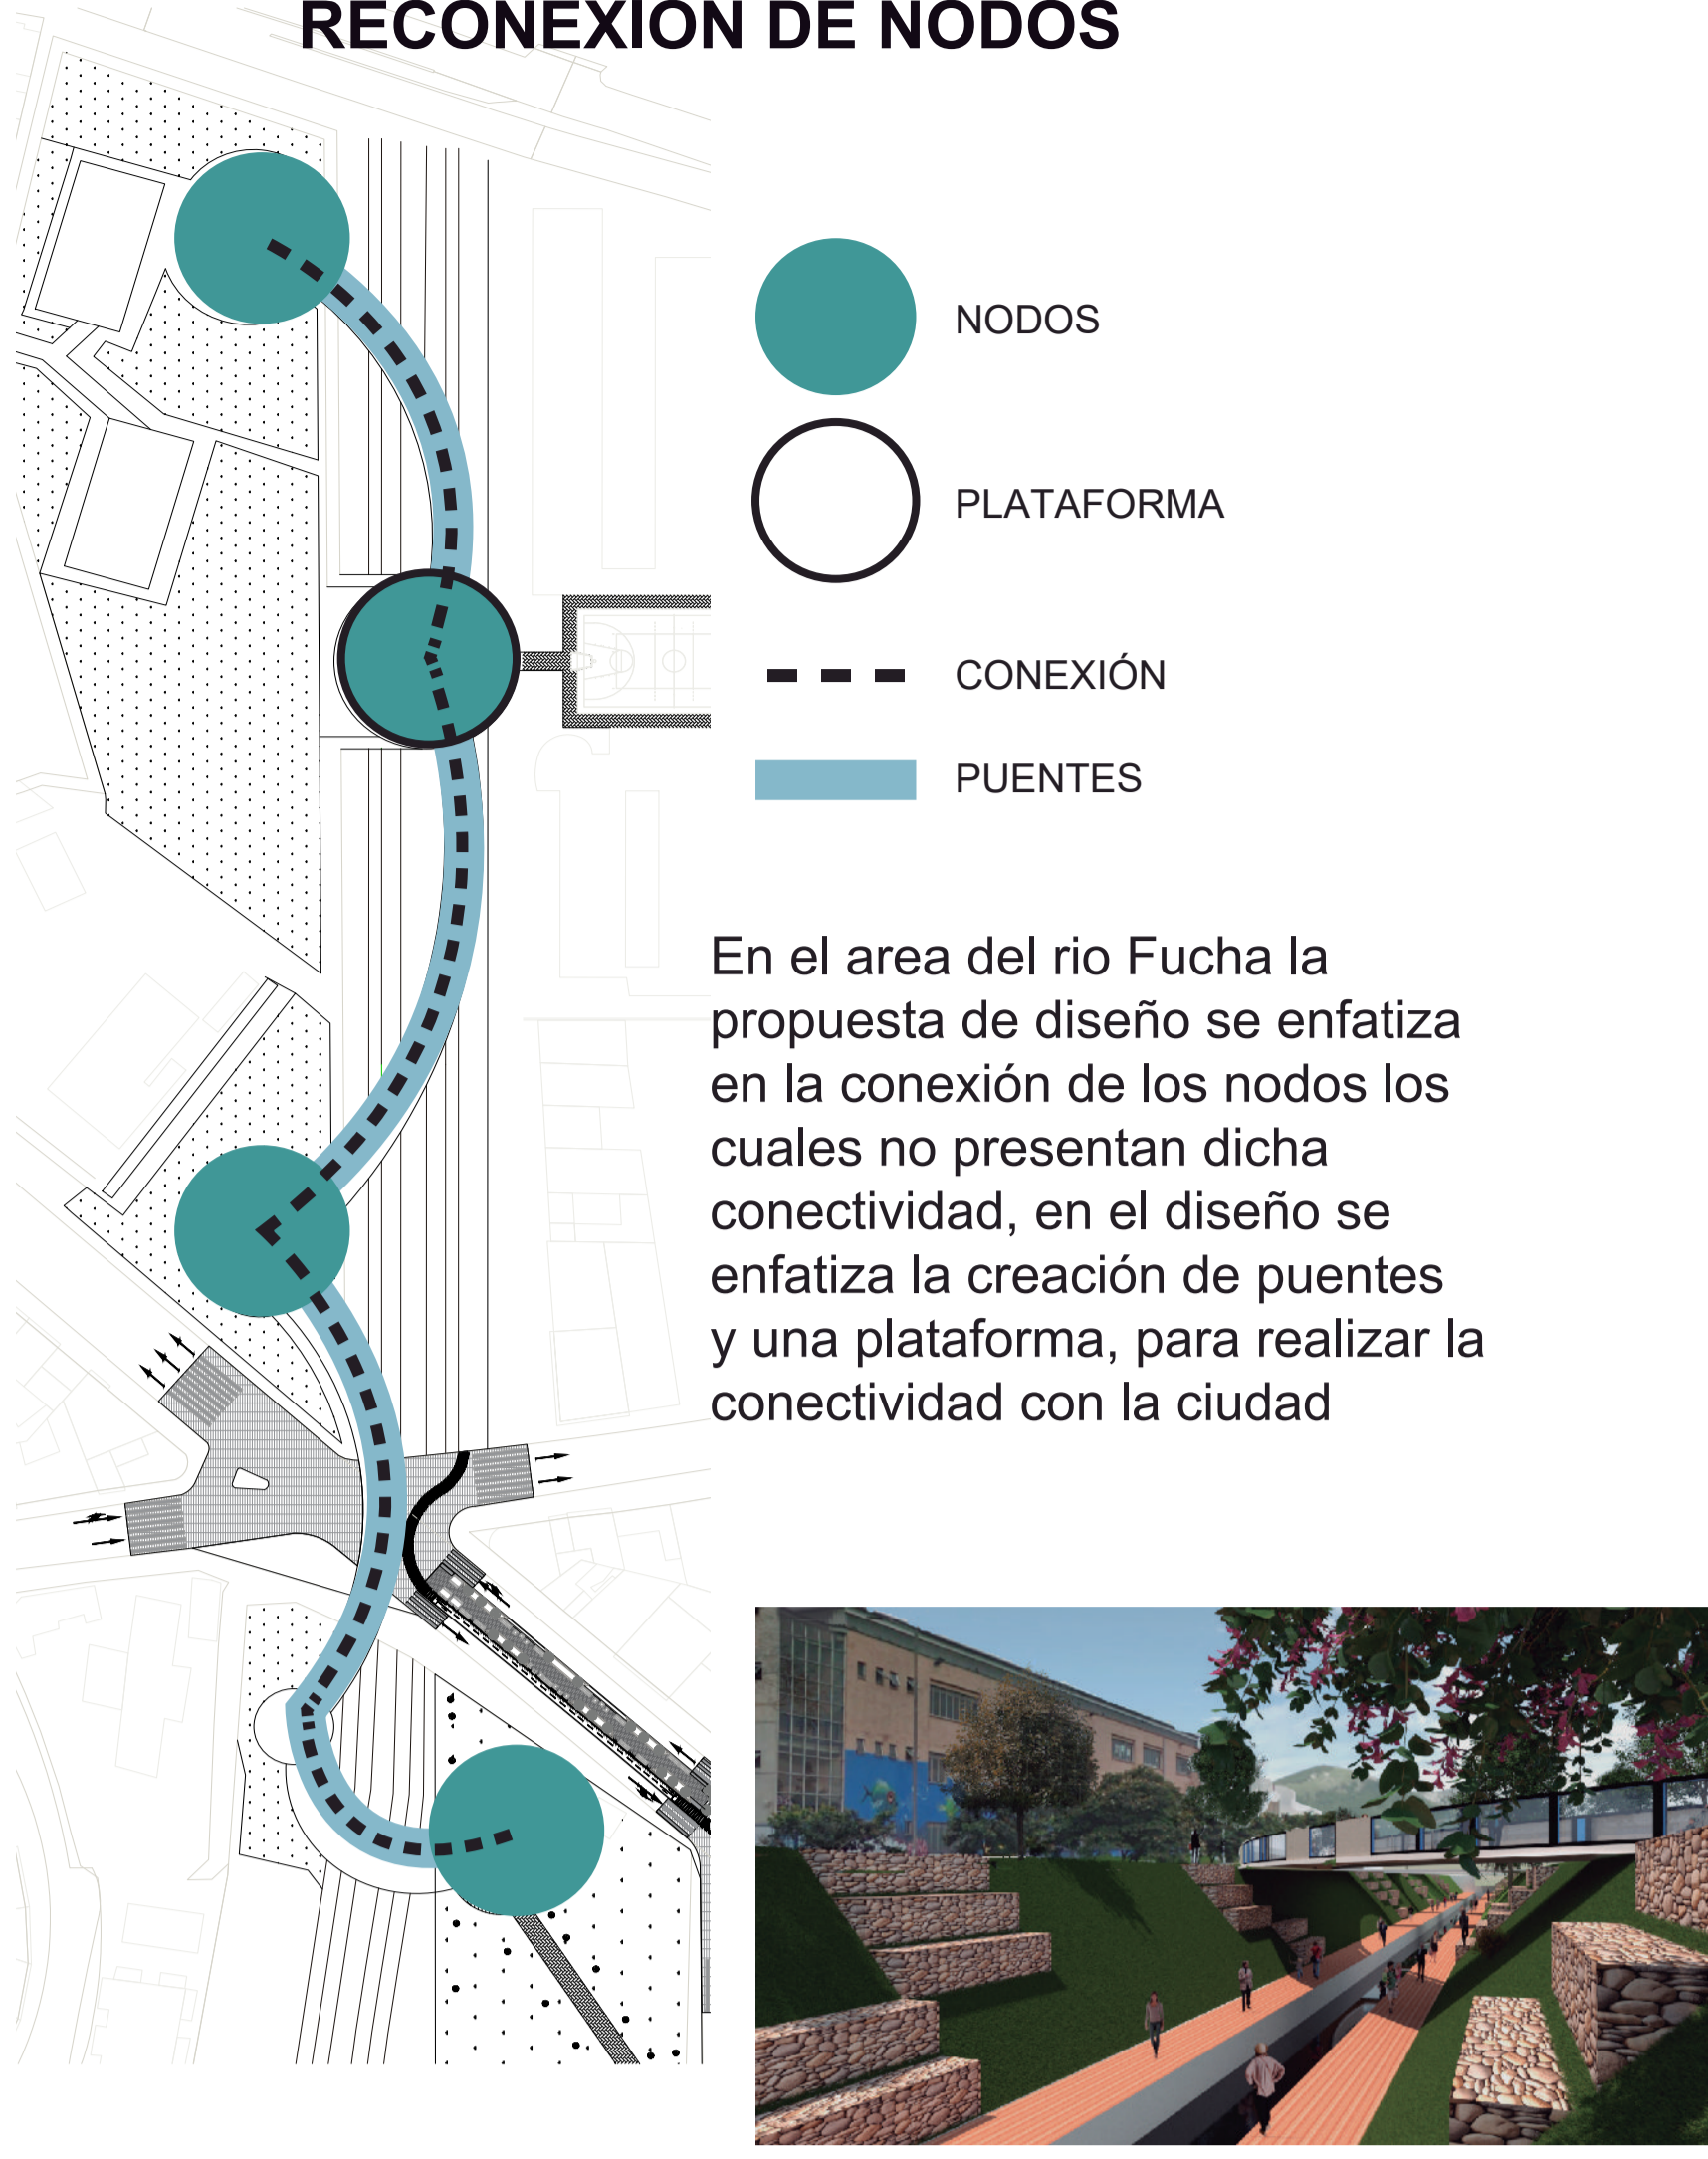 RECONEXIÓN DE NODOS
NODOS
PLATAFORMA
CONEXIÓN
PUENTES
En el area del rio Fucha la
propuesta de diseño se enfatiza
en la conexión de los nodos los
cuales no presentan dicha
conectividad, en el diseño se
enfatiza la creación de puentes
y una plataforma, para realizar la
conectividad con la ciudad